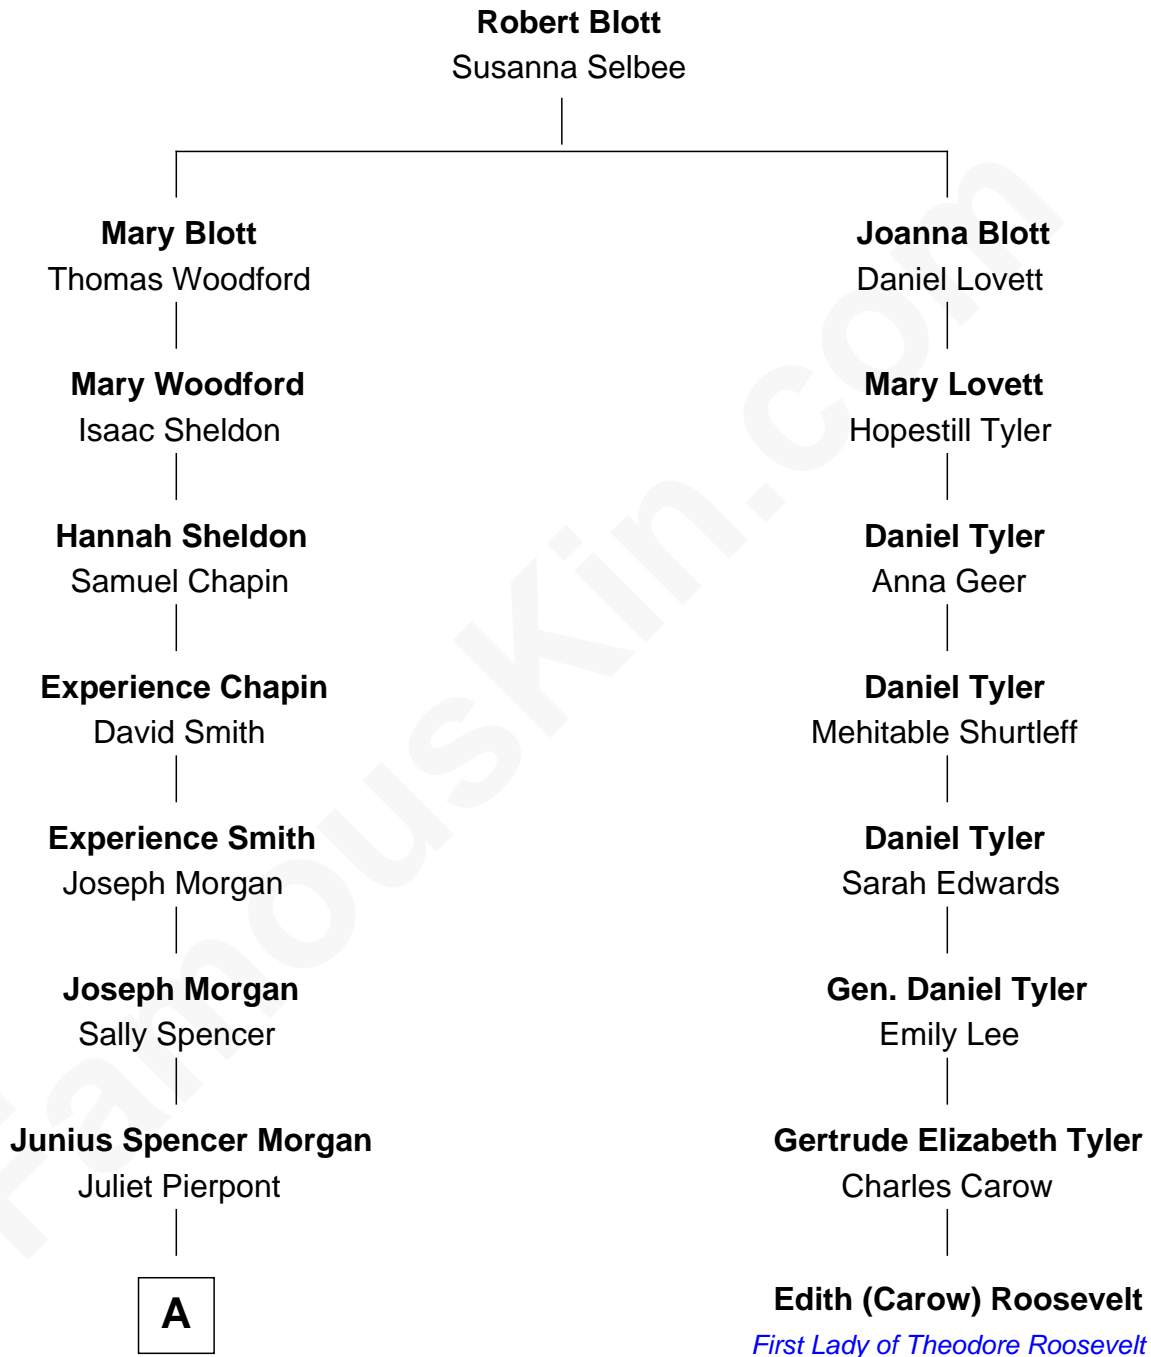 Robert Blott
Susanna Selbee
Mary Blott
Thomas Woodford
Joanna Blott
Daniel Lovett
Mary Woodford
Isaac Sheldon
Mary Lovett
Hopestill Tyler
Hannah Sheldon
Samuel Chapin
Daniel Tyler
Anna Geer
Experience Chapin
David Smith
Daniel Tyler
Mehitable Shurtleff
Experience Smith
Joseph Morgan
Daniel Tyler
Sarah Edwards
Joseph Morgan
Sally Spencer
Gen. Daniel Tyler
Emily Lee
Junius Spencer Morgan
Juliet Pierpont
Gertrude Elizabeth Tyler
Charles Carow
A
Edith (Carow) Roosevelt
First Lady of Theodore Roosevelt
FamousKin.com